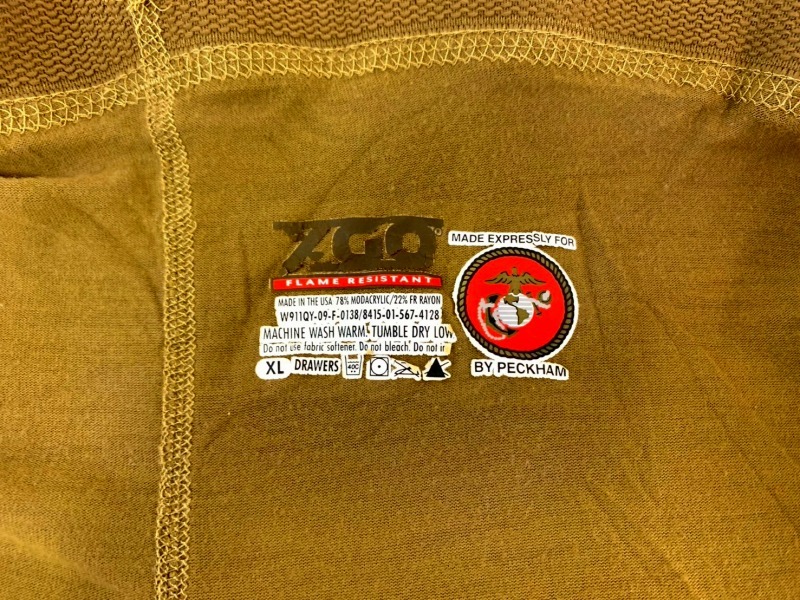 XGO
FLAME RESISTANT
MADE IN THE USA 78% MODACRYLIC/22% FR RAYON
W911QY-09-F-0138/8415-01-567-4128
MACHINE WASH WARM. TUMBLE DRY LOW
Do not use fabric softener. Do not bleach. Do not ir
XL DRAWERS 40C
MADE EXPRESSLY FOR
BY PECKHAM